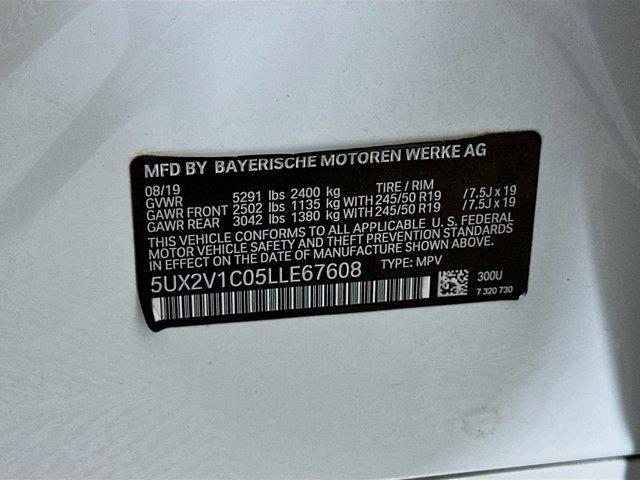 MFD BY BAYERISCHE MOTOREN WERKE AG
08/19 TIRE / RIM
GVWR 5291 lbs 2400 kg
GAWR FRONT 2502 lbs 1135 kg WITH 245/50 R19 /7.5J x 19
GAWR REAR 3042 lbs 1380 kg WITH 245/50 R19 /7.5J x 19
THIS VEHICLE CONFORMS TO ALL APPLICABLE U. S. FEDERAL
MOTOR VEHICLE SAFETY AND THEFT PREVENTION STANDARDS
IN EFFECT ON THE DATE OF MANUFACTURE SHOWN ABOVE.
5UX2V1C05LLE67608 TYPE: MPV
300U
7 320 730